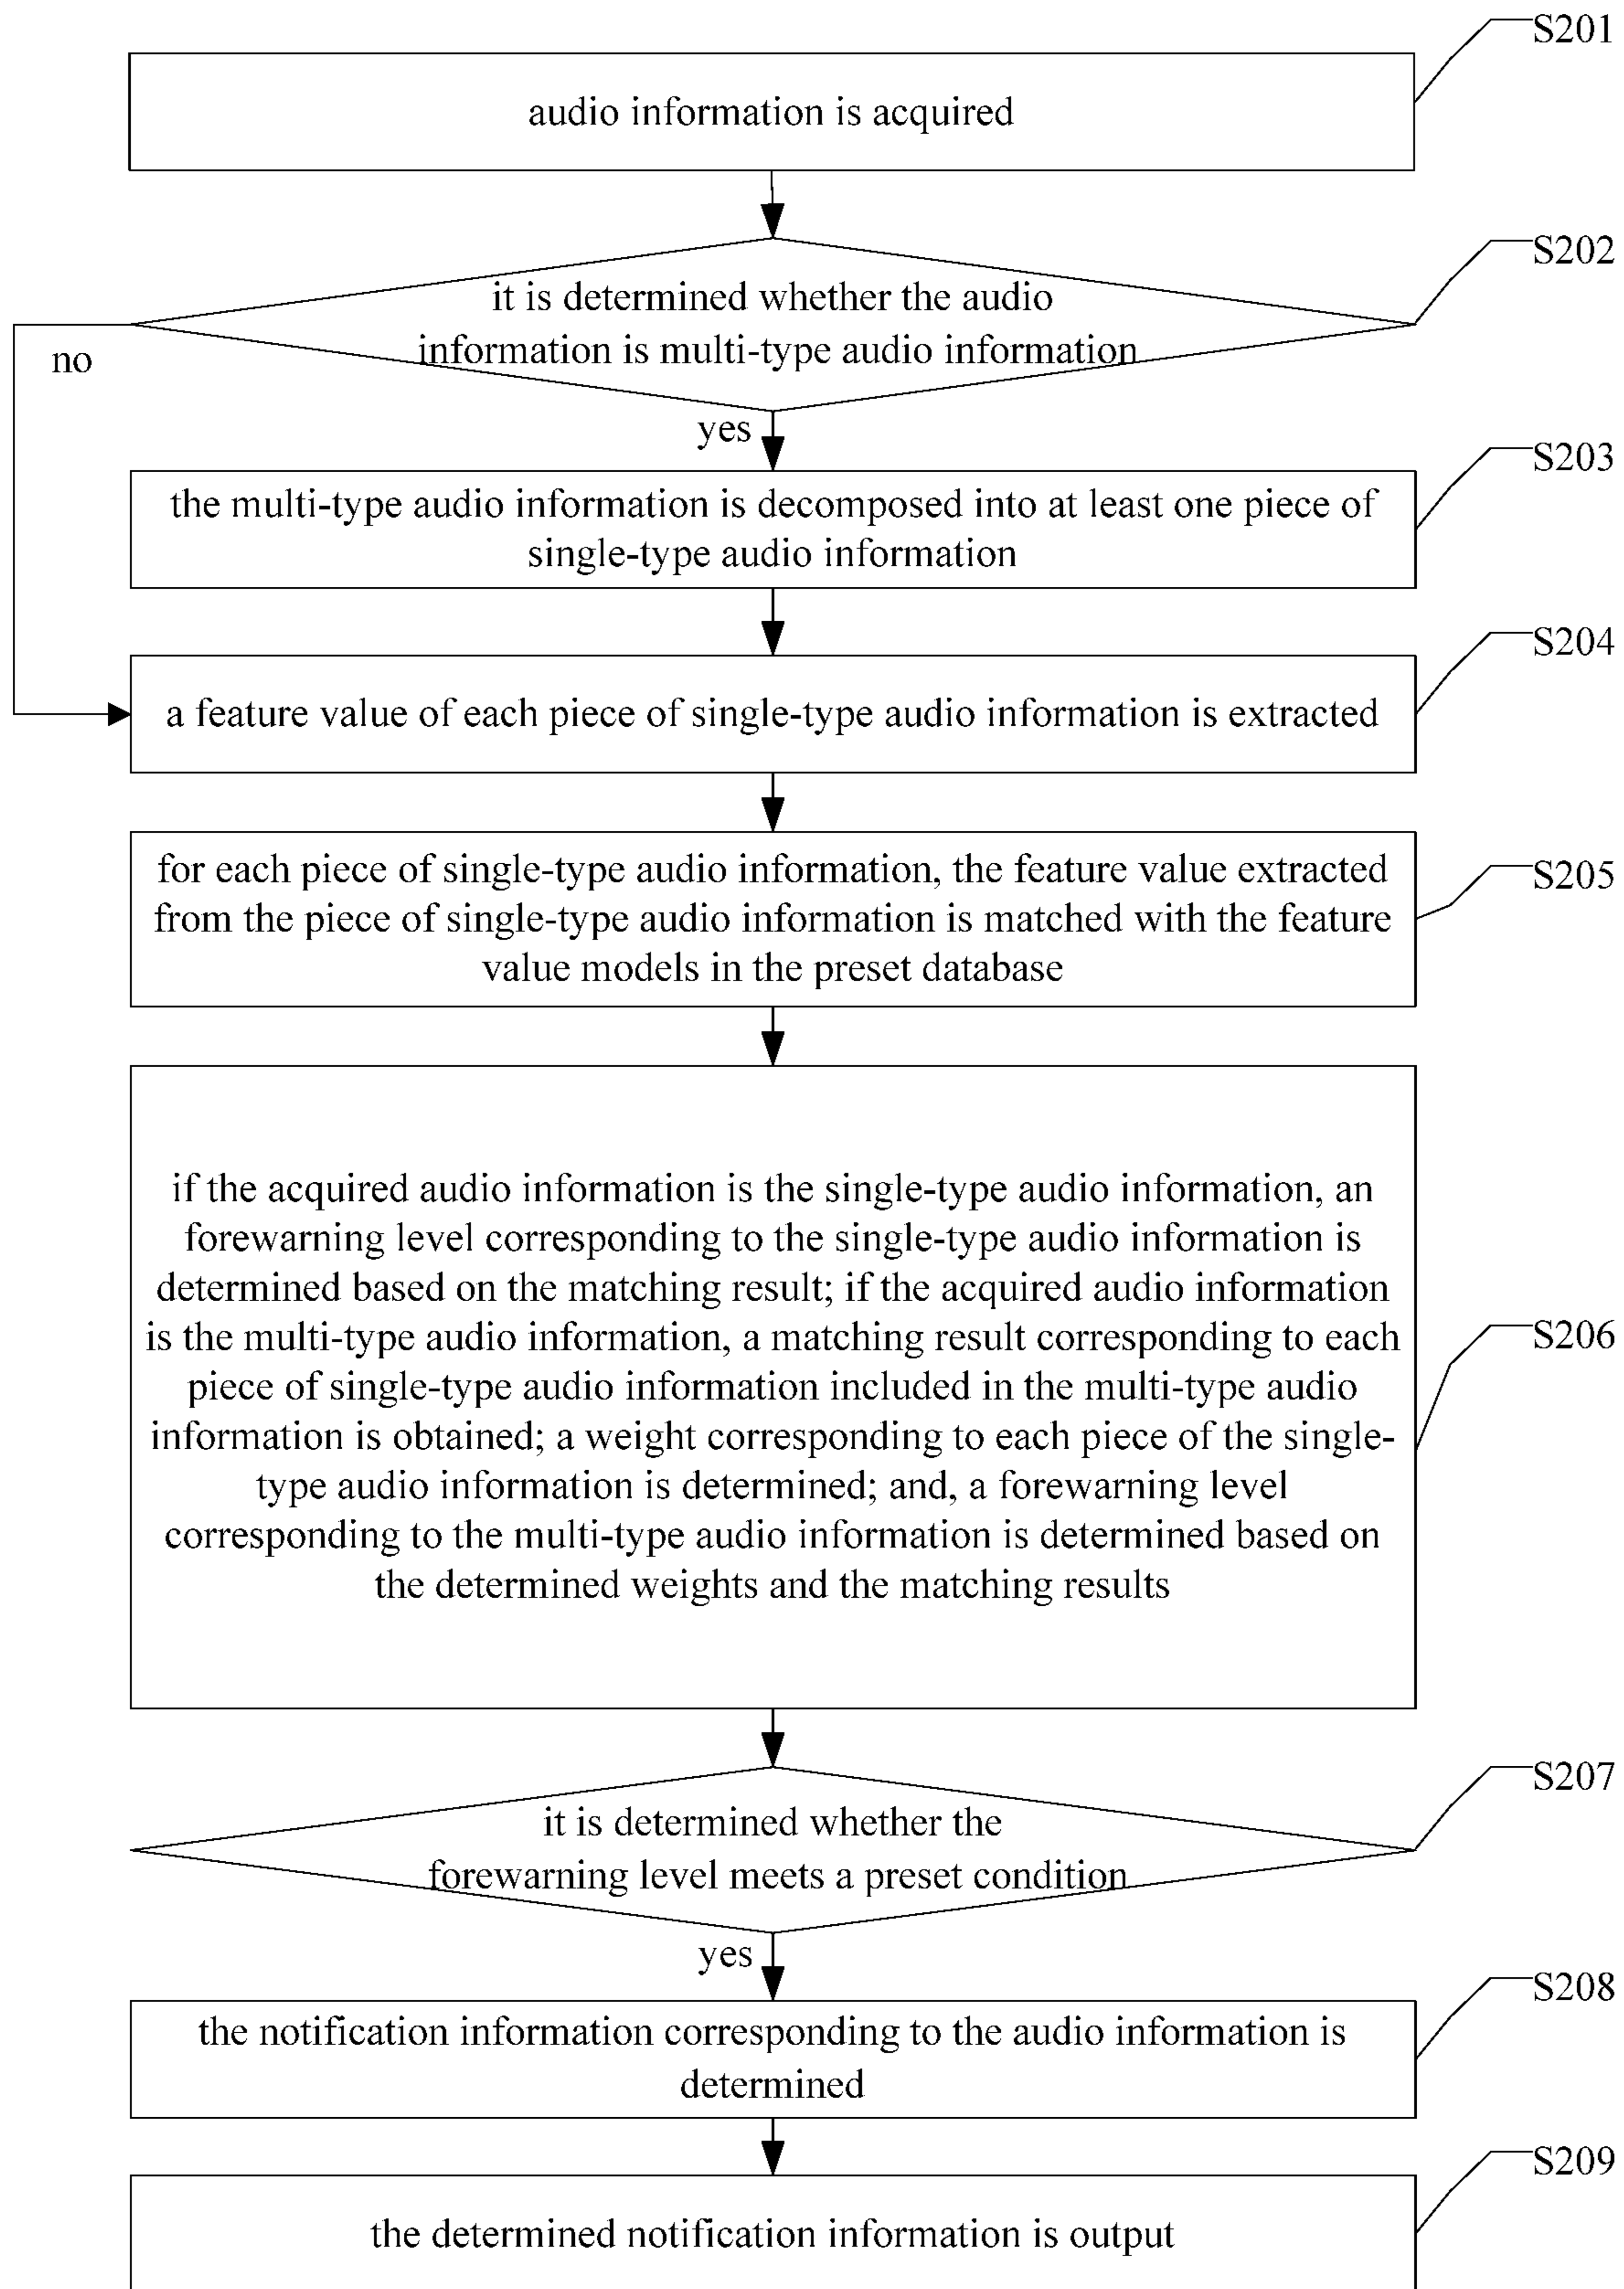 S201
audio information is acquired
S202
it is determined whether the audio
information is multi-type audio information
no
yes
S203
the multi-type audio information is decomposed into at least one piece of
single-type audio information
S204
a feature value of each piece of single-type audio information is extracted
S205
for each piece of single-type audio information, the feature value extracted
from the piece of single-type audio information is matched with the feature
value models in the preset database
if the acquired audio information is the single-type audio information, an
forewarning level corresponding to the single-type audio information is
determined based on the matching result; if the acquired audio information
is the multi-type audio information, a matching result corresponding to each
S206
piece of single-type audio information included in the multi-type audio
information is obtained; a weight corresponding to each piece of the single-
type audio information is determined; and, a forewarning level
corresponding to the multi-type audio information is determined based on
the determined weights and the matching results
S207
it is determined whether the
forewarning level meets a preset condition
yes
S208
the notification information corresponding to the audio information is
determined
S209
the determined notification information is output